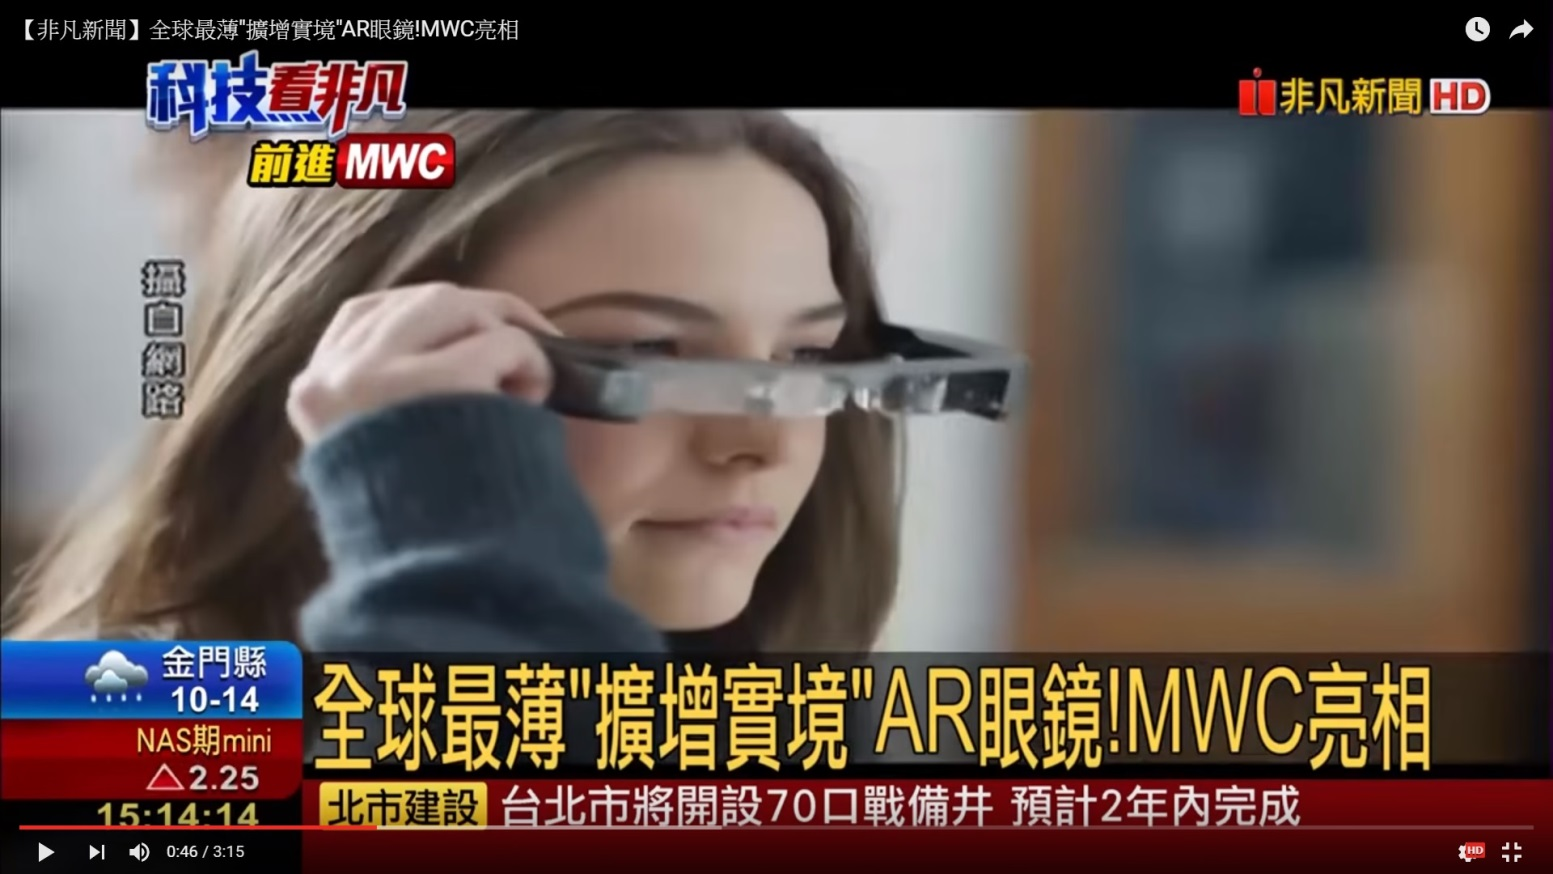 【非凡新聞】全球最薄"擴增實境"AR眼鏡!MWC亮相
科技看非凡
前進MWC
非凡新聞HD
攝自網路
金門縣
10-14
NAS期mini
△2.25
15:14:14
全球最薄"擴增實境"AR眼鏡!MWC亮相
北市建設 台北市將開設70口戰備井 預計2年內完成
0:46 / 3:15
HD